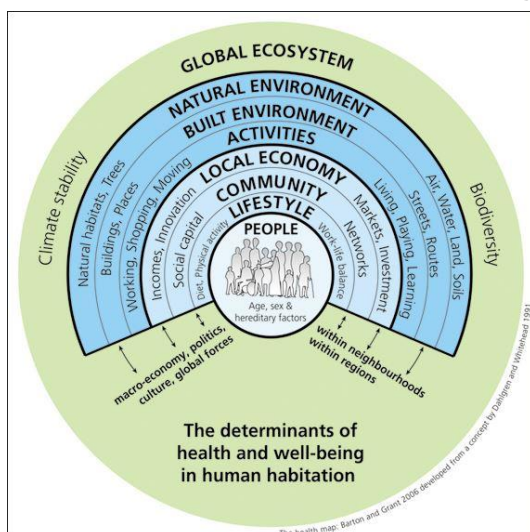 GLOBAL ECOSYSTEM
NATURAL ENVIRONMENT
BUILT ENVIRONMENT
ACTIVITIES
LOCAL ECONOMY
COMMUNITY
LIFESTYLE
PEOPLE
Age, sex &
hereditary factors
Climate stability
Natural habitats, Trees
Buildings, Places
Working, Shopping, Moving
Incomes, Innovation
Social capital
Diet, Physical activity
Work-life balance
Networks
Markets, Investment
Living, Playing, Learning
Streets, Routes
Air, Water, Land, Soils
Biodiversity
macro-economy, politics,
culture, global forces
within neighbourhoods
within regions
The determinants of
health and well-being
in human habitation
The health map: Barton and Grant 2006 developed from a concept by Dahlgren and Whitehead 1991